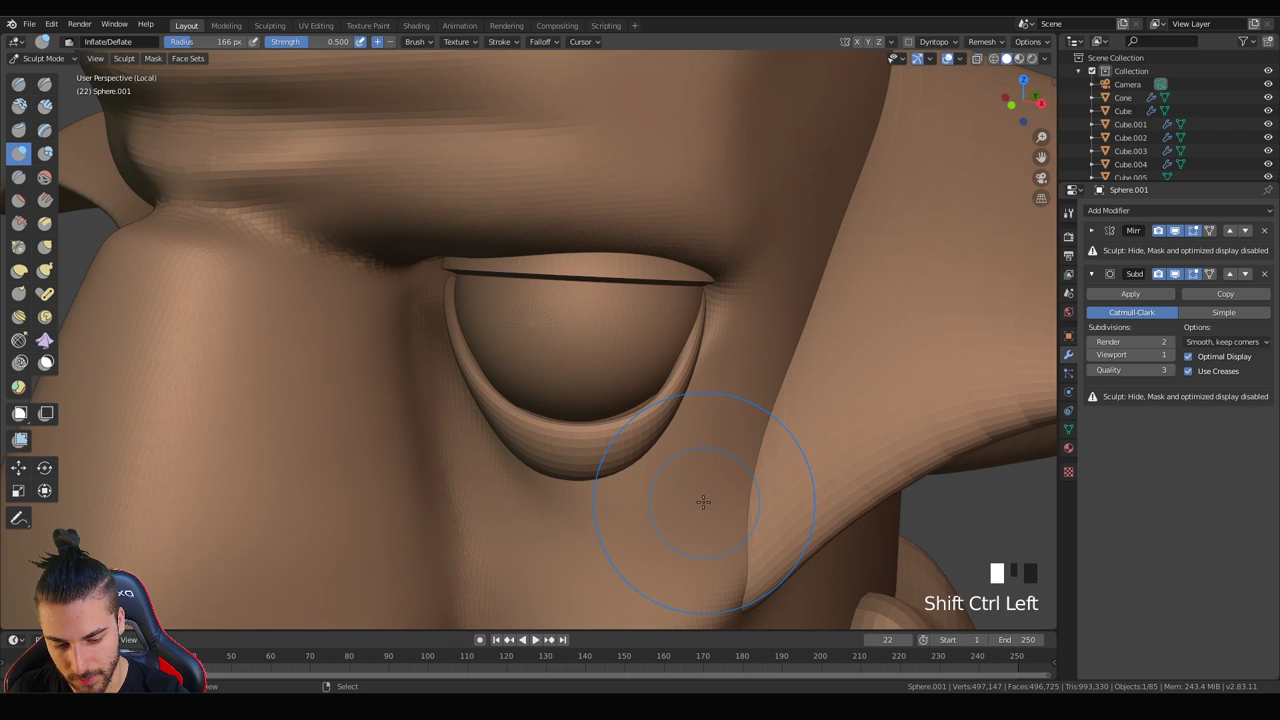 File Edit Render Window Help Layout Modeling Sculpting UV Editing Texture Paint Shading Animation Rendering Compositing Scripting + Scene View Layer
Inflate/Deflate Radius 166 px Strength 0.500 + − Brush Texture Stroke Falloff Cursor X Y Z Dyntopo Remesh Options
Sculpt Mode View Sculpt Mask Face Sets
User Perspective (Local)
(22) Sphere.001
Z
Y
X
Scene Collection
Collection
Camera
Cone
Cube
Cube.001
Cube.002
Cube.003
Cube.004
Cube.005
Sphere.001
Add Modifier
Mirr
Sculpt: Hide, Mask and optimized display disabled
Subd
Apply Copy
Catmull-Clark Simple
Subdivisions: Options:
Render 2 Smooth, keep corners
Viewport 1 Optimal Display
Quality 3 Use Creases
Sculpt: Hide, Mask and optimized display disabled
Shift Ctrl Left
View 22 Start 1 End 250
50 60 70 80 90 100 110 120 130 140 150 160 170 180 190 200 210 220 230 240 250
Select Sphere.001 | Verts:497,147 | Faces:496,725 | Tris:993,330 | Objects:1/85 | Mem: 243.4 MiB | v2.83.11